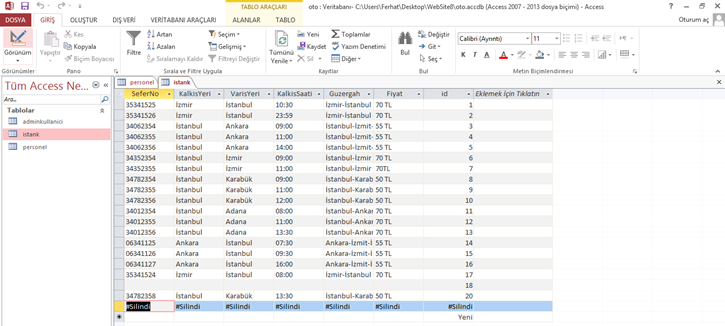 TABLO ARAÇLARI
oto : Veritabanı- C:\Users\Ferhat\Desktop\WebSitel\oto.accdb (Access 2007 - 2013 dosya biçimi) - Access
DOSYA GİRİŞ OLUŞTUR DIŞ VERİ VERİTABANI ARAÇLARI ALANLAR TABLO Oturum aç
Görünüm
Görünümler
Yapıştır
Kes
Kopyala
Biçim Boyacısı
Pano
Filtre
Artan
Azalan
Sıralamayı Kaldır
Seçim
Gelişmiş
Filtreyi Değiştir
Sırala ve Filtre Uygula
Tümünü Yenile
Yeni
Kaydet
Sil
Toplamlar
Yazım Denetimi
Diğer
Kayıtlar
Bul
Değiştir
Git
Seç
Bul
Calibri (Ayrıntı) 11
K T A A
Metin Biçimlendirmesi
Tüm Access Ne...
Ara...
Tablolar
adminkullanici
istank
personel
personel istank
SeferNo KalkisYeri VarisYeri KalkisSaati Guzergah Fiyat id Eklemek İçin Tıklatın
35341525 İzmir İstanbul 10:30 İzmir-İstanbul 70 TL 1
35341526 İzmir İstanbul 23:59 İzmir-İstanbul 70 TL 2
34062354 İstanbul Ankara 09:00 İstanbul-İzmit- 55 TL 3
34062355 İstanbul Ankara 11:00 İstanbul-İzmit- 55 TL 4
34062356 İstanbul Ankara 14:00 İstanbul-İzmit- 55 TL 5
34352354 İstanbul İzmir 09:00 İstanbul-İzmir 70 TL 6
34352355 İstanbul İzmir 11:00 İstanbul-İzmir 70TL 7
34782354 İstanbul Karabük 09:00 İstanbul-Karab 50 TL 8
34782355 İstanbul Karabük 11:00 İstanbul-Karab 50 TL 9
34782356 İstanbul Karabük 12:00 İstanbul-Karab 50 TL 10
34012354 İstanbul Adana 08:00 İstanbul-Ankar 70 TL 11
34012355 İstanbul Adana 11:00 İstanbul-Ankar 70 TL 12
34012356 İstanbul Adana 13:30 İstanbul-Ankar 70 TL 13
06341125 Ankara İstanbul 07:30 Ankara-İzmit-İ 55 TL 14
06341126 Ankara İstanbul 09:30 Ankara-İzmit-İ 55 TL 15
06341127 Ankara İstanbul 16:00 Ankara-İzmit-İ 55 TL 16
35341524 İzmir İstanbul 08:00 İzmir-İstanbul 70 TL 17
18
34782358 İstanbul Karabük 13:30 İstanbul-Karab 50 TL 20
#Silindi #Silindi #Silindi #Silindi #Silindi #Silindi #Silindi
Yeni